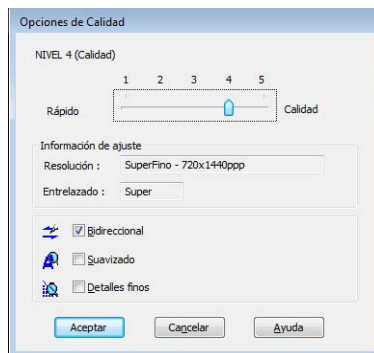 Opciones de Calidad
NIVEL 4 (Calidad)
1 2 3 4 5
Rápido Calidad
Información de ajuste
Resolución : SuperFino - 720x1440ppp
Entrelazado : Super
Bidireccional
Suavizado
Detalles finos
Aceptar Cancelar Ayuda